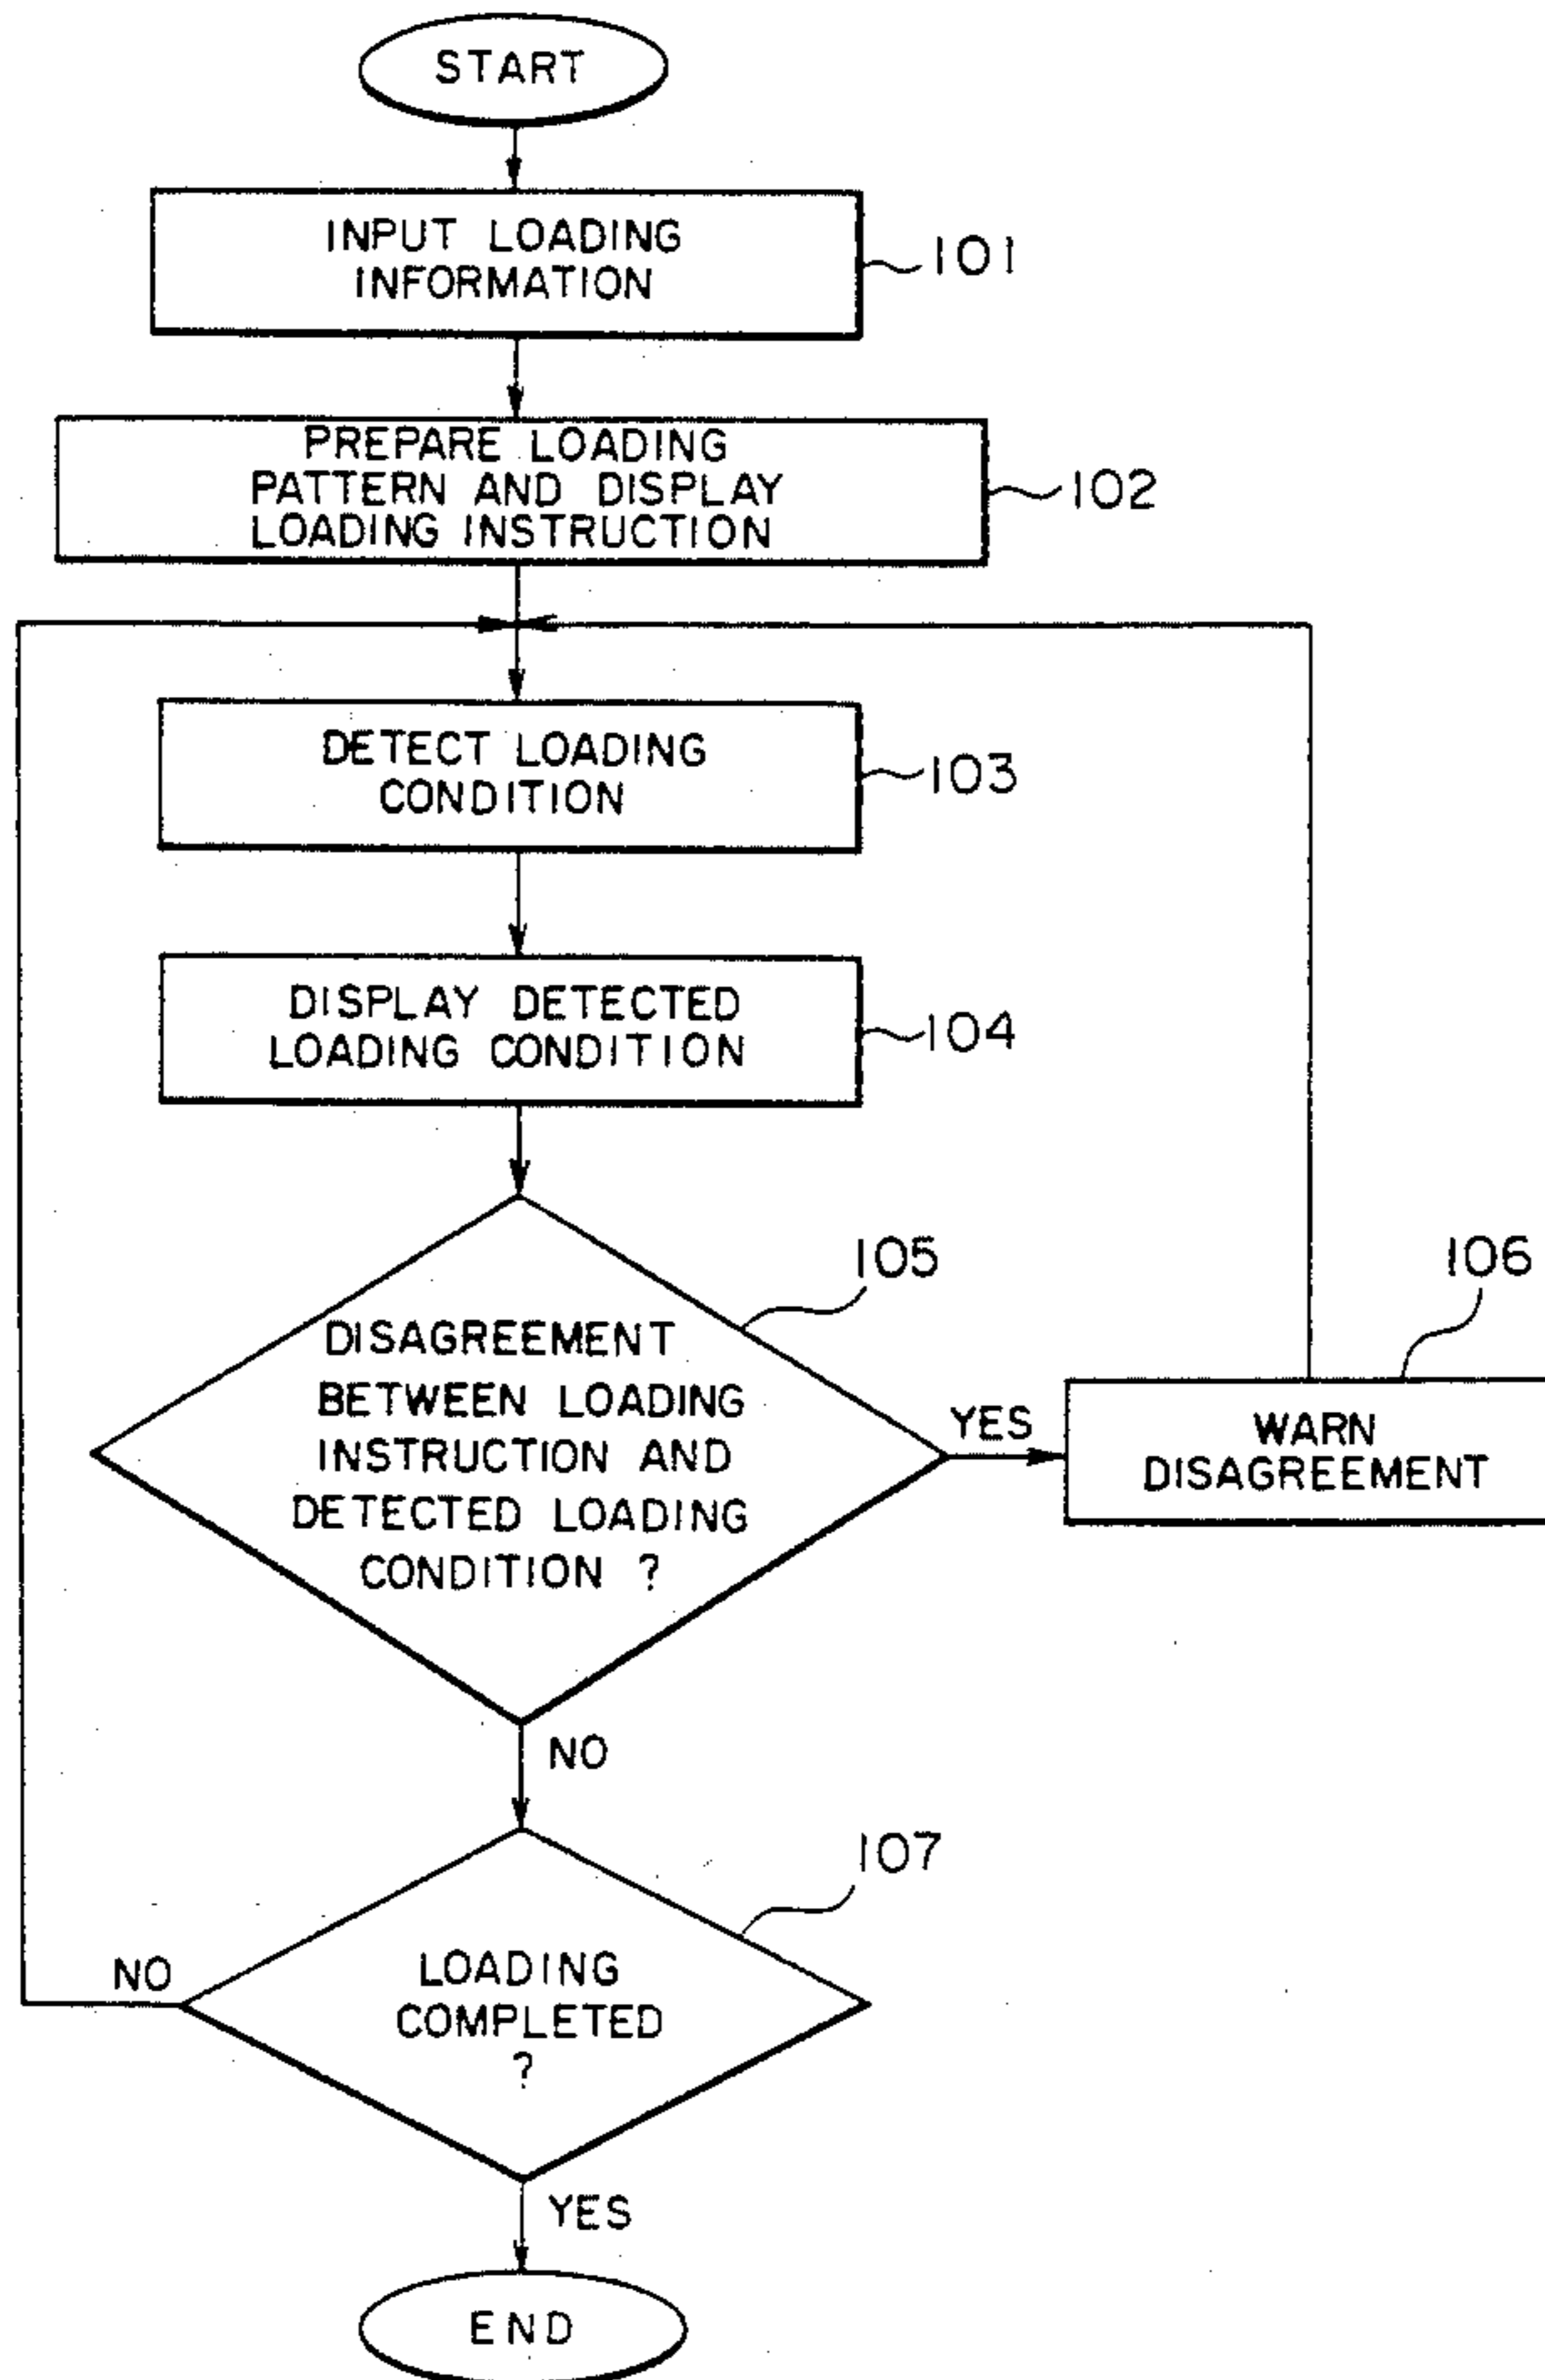 START
INPUT LOADING
INFORMATION
101
PREPARE LOADING
PATTERN AND DISPLAY
LOADING INSTRUCTION
102
DETECT LOADING
CONDITION
103
DISPLAY DETECTED
LOADING CONDITION
104
105
DISAGREEMENT
BETWEEN LOADING
INSTRUCTION AND
DETECTED LOADING
CONDITION ?
YES
106
WARN
DISAGREEMENT
NO
107
LOADING
COMPLETED
?
NO
YES
END